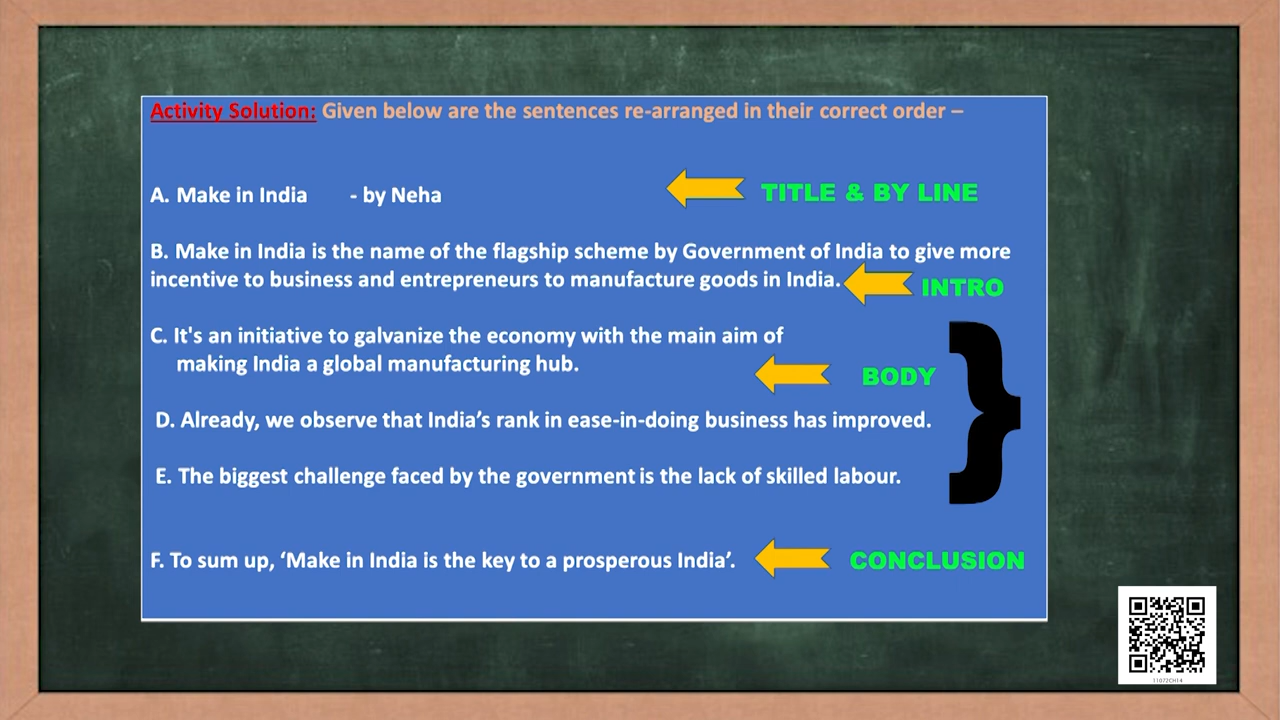 Activity Solution: Given below are the sentences re-arranged in their correct order –
A. Make in India - by Neha
TITLE & BY LINE
B. Make in India is the name of the flagship scheme by Government of India to give more
incentive to business and entrepreneurs to manufacture goods in India.
INTRO
C. It's an initiative to galvanize the economy with the main aim of
making India a global manufacturing hub.
BODY
D. Already, we observe that India’s rank in ease-in-doing business has improved.
E. The biggest challenge faced by the government is the lack of skilled labour.
F. To sum up, ‘Make in India is the key to a prosperous India’.
CONCLUSION
11072CH14